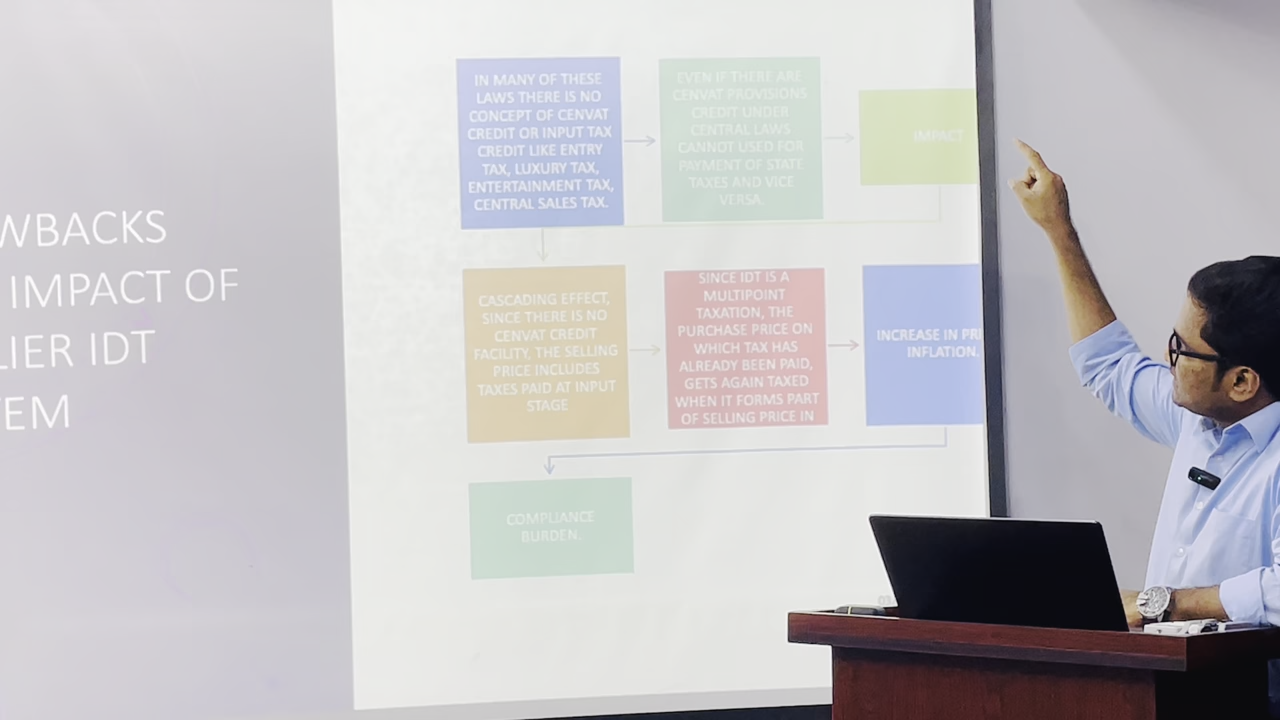 WBACKS
IMPACT OF
LIER IDT
TEM
IN MANY OF THESE
LAWS THERE IS NO
CONCEPT OF CENVAT
CREDIT OR INPUT TAX
CREDIT LIKE ENTRY
TAX, LUXURY TAX,
ENTERTAINMENT TAX,
CENTRAL SALES TAX.
EVEN IF THERE ARE
CENVAT PROVISIONS
CREDIT UNDER
CENTRAL LAWS
CANNOT USED FOR
PAYMENT OF STATE
TAXES AND VICE
VERSA.
IMPACT
CASCADING EFFECT,
SINCE THERE IS NO
CENVAT CREDIT
FACILITY, THE SELLING
PRICE INCLUDES
TAXES PAID AT INPUT
STAGE
SINCE IDT IS A
MULTIPOINT
TAXATION, THE
PURCHASE PRICE ON
WHICH TAX HAS
ALREADY BEEN PAID,
GETS AGAIN TAXED
WHEN IT FORMS PART
OF SELLING PRICE IN
INCREASE IN PRI
INFLATION.
COMPLIANCE
BURDEN.